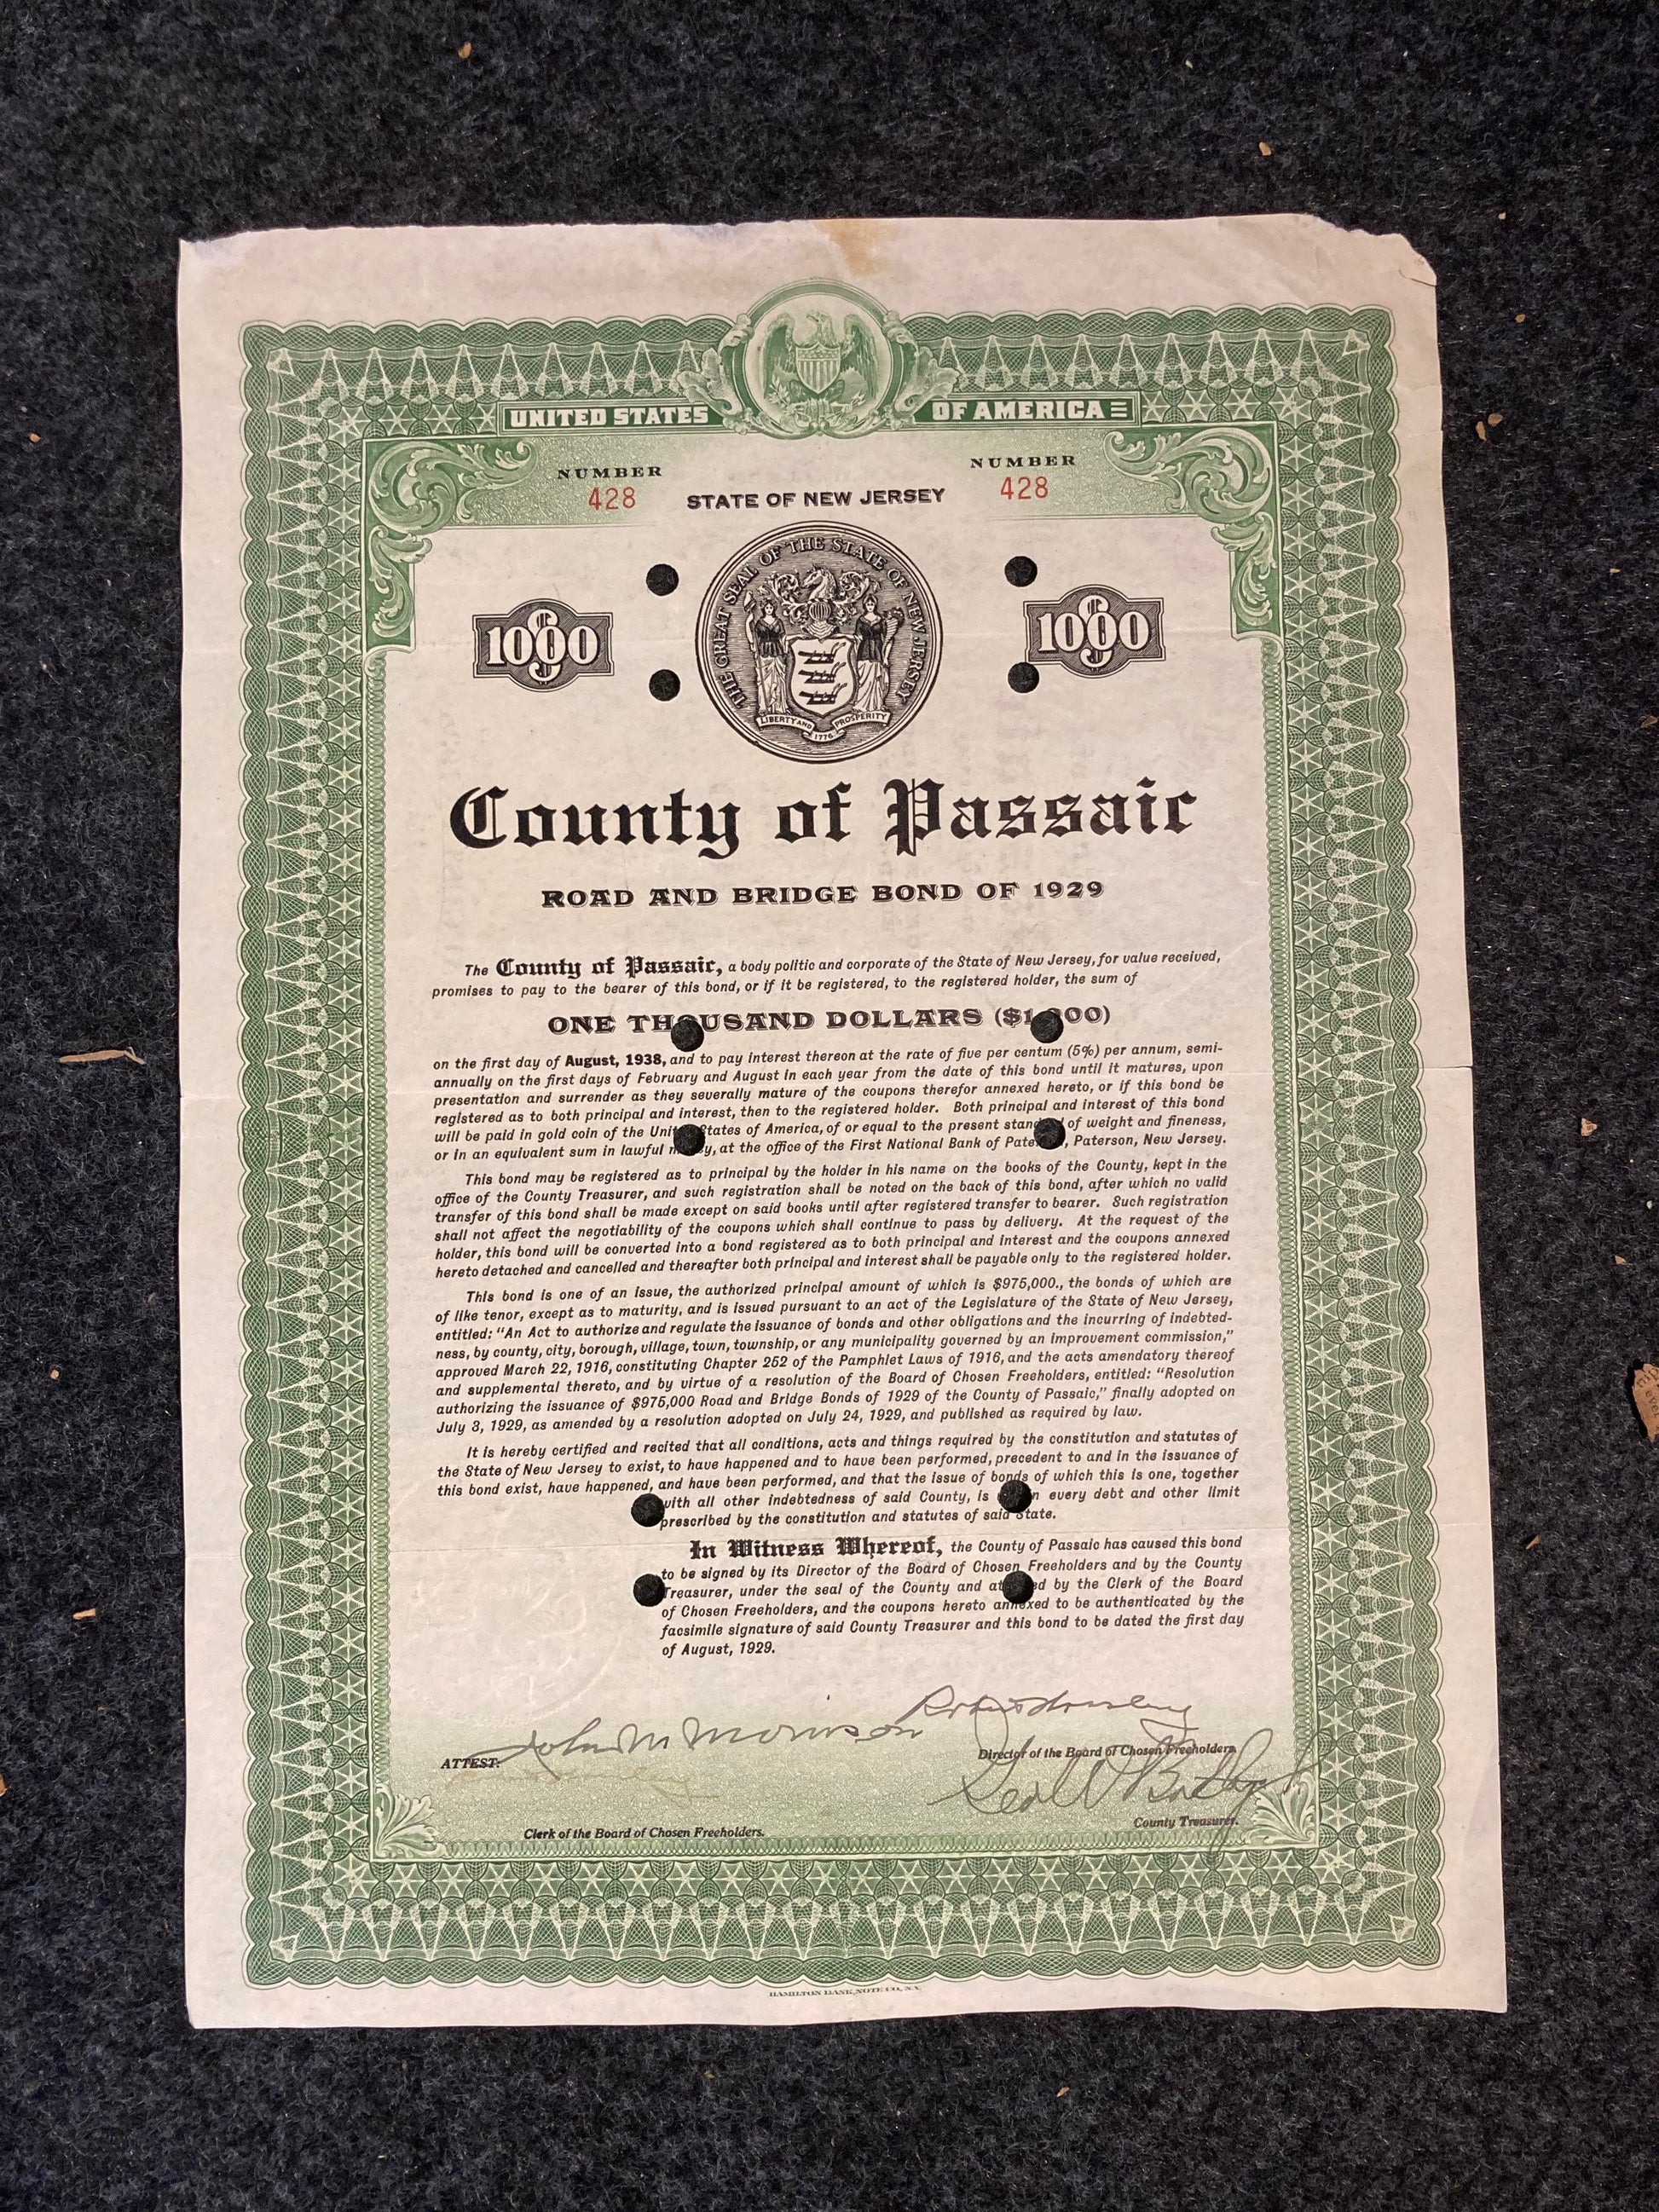 UNITED STATES OF AMERICA
NUMBER NUMBER
428 STATE OF NEW JERSEY 428
THE GREAT SEAL OF THE STATE OF NEW JERSEY
$1000 $1000
LIBERTY AND PROSPERITY
1776
County of Passaic
ROAD AND BRIDGE BOND OF 1929
The County of Passaic, a body politic and corporate of the State of New Jersey, for value received,
promises to pay to the bearer of this bond, or if it be registered, to the registered holder, the sum of
ONE THOUSAND DOLLARS ($1,000)
on the first day of August, 1938, and to pay interest thereon at the rate of five per centum (5%) per annum, semi-
annually on the first days of February and August in each year from the date of this bond until it matures, upon
presentation and surrender as they severally mature of the coupons therefor annexed hereto, or if this bond be
registered as to both principal and interest, then to the registered holder. Both principal and interest of this bond
will be paid in gold coin of the United States of America, of or equal to the present standard of weight and fineness,
or in an equivalent sum in lawful money, at the office of the First National Bank of Paterson, Paterson, New Jersey.
This bond may be registered as to principal by the holder in his name on the books of the County, kept in the
office of the County Treasurer, and such registration shall be noted on the back of this bond, after which no valid
transfer of this bond shall be made except on said books until after registered transfer to bearer. Such registration
shall not affect the negotiability of the coupons which shall continue to pass by delivery. At the request of the
holder, this bond will be converted into a bond registered as to both principal and interest and the coupons annexed
hereto detached and cancelled and thereafter both principal and interest shall be payable only to the registered holder.
This bond is one of an issue, the authorized principal amount of which is $975,000., the bonds of which are
of like tenor, except as to maturity, and is issued pursuant to an act of the Legislature of the State of New Jersey,
entitled: "An Act to authorize and regulate the issuance of bonds and other obligations and the incurring of indebted-
ness, by county, city, borough, village, town, township, or any municipality governed by an improvement commission,"
approved March 22, 1916, constituting Chapter 252 of the Pamphlet Laws of 1916, and the acts amendatory thereof
and supplemental thereto, and by virtue of a resolution of the Board of Chosen Freeholders, entitled: "Resolution
authorizing the issuance of $975,000 Road and Bridge Bonds of 1929 of the County of Passaic," finally adopted on
July 3, 1929, as amended by a resolution adopted on July 24, 1929, and published as required by law.
It is hereby certified and recited that all conditions, acts and things required by the constitution and statutes of
the State of New Jersey to exist, to have happened and to have been performed, precedent to and in the issuance of
this bond exist, have happened, and have been performed, and that the issue of bonds of which this is one, together
with all other indebtedness of said County, is within every debt and other limit
prescribed by the constitution and statutes of said State.
In Witness Whereof, the County of Passaic has caused this bond
to be signed by its Director of the Board of Chosen Freeholders and by the County
Treasurer, under the seal of the County and attested by the Clerk of the Board
of Chosen Freeholders, and the coupons hereto annexed to be authenticated by the
facsimile signature of said County Treasurer and this bond to be dated the first day
of August, 1929.
John M Morrison
ATTEST: Director of the Board of Chosen Freeholders.
County Treasurer.
Clerk of the Board of Chosen Freeholders.
HAMILTON BANK NOTE CO., N.Y.